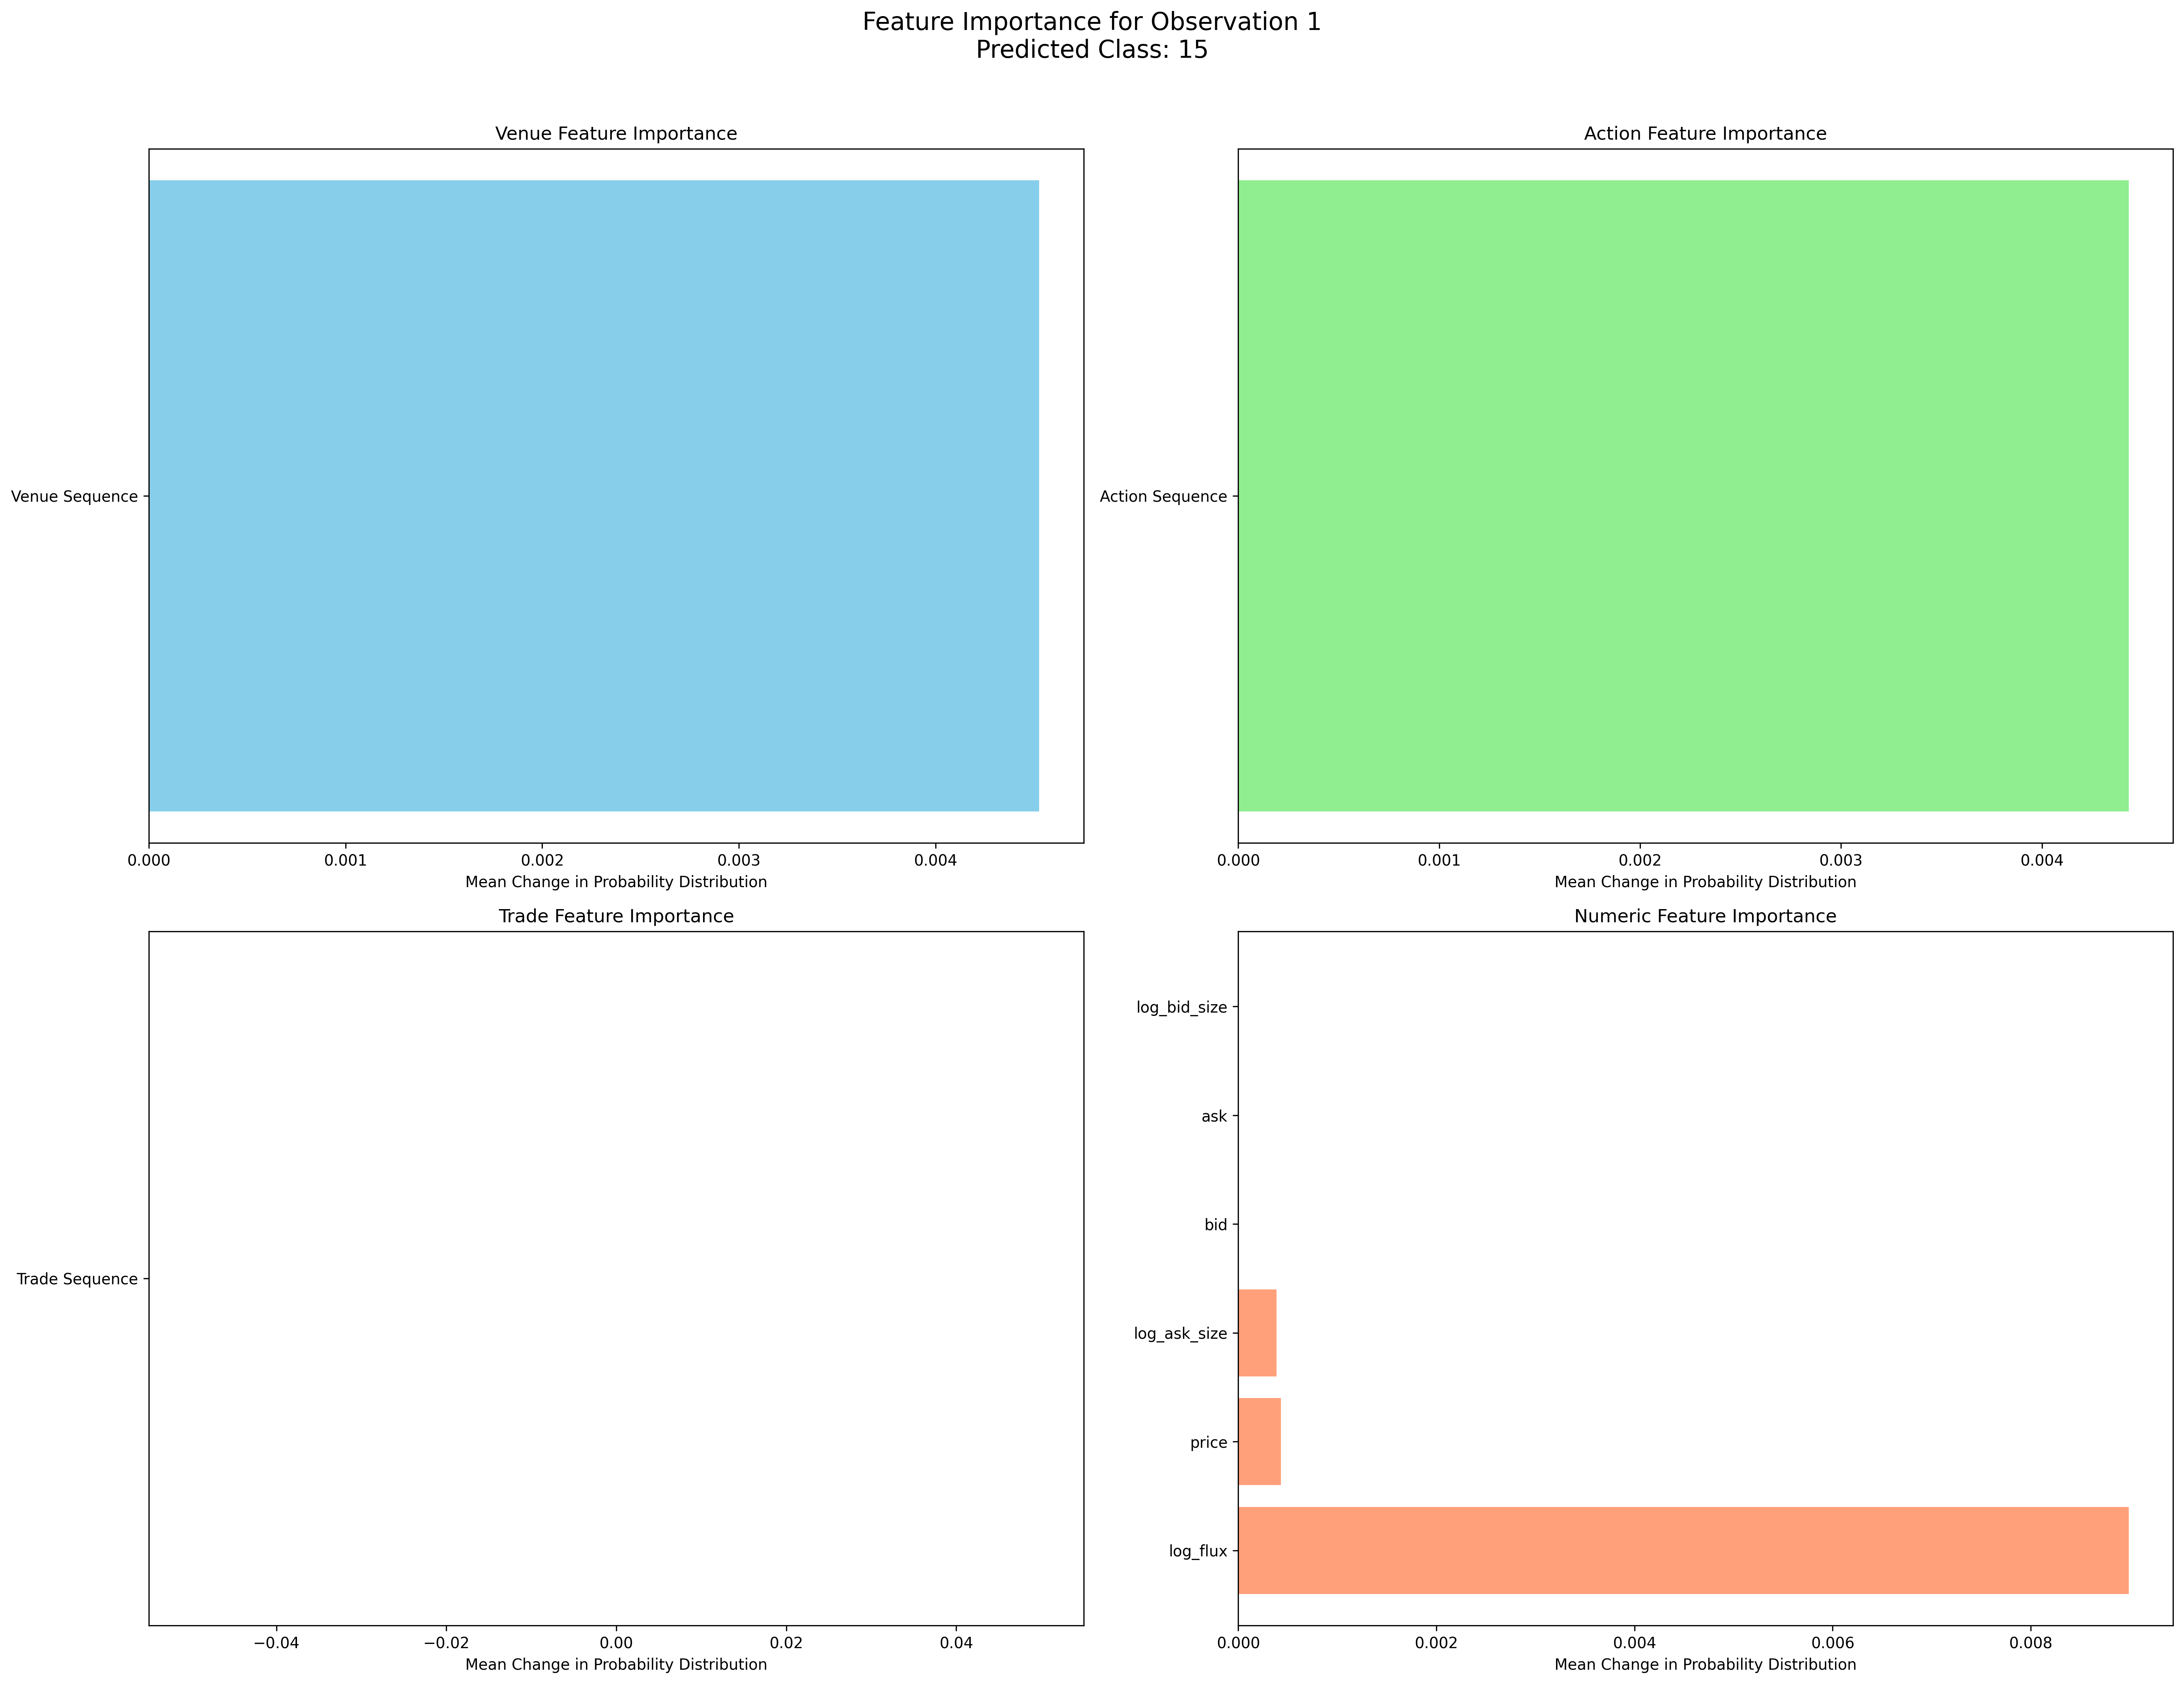 Feature Importance for Observation 1
Predicted Class: 15
Venue Feature Importance
Venue Sequence
0.000 0.001 0.002 0.003 0.004
Mean Change in Probability Distribution
Action Feature Importance
Action Sequence
0.000 0.001 0.002 0.003 0.004
Mean Change in Probability Distribution
Trade Feature Importance
Trade Sequence
−0.04 −0.02 0.00 0.02 0.04
Mean Change in Probability Distribution
Numeric Feature Importance
log_bid_size
ask
bid
log_ask_size
price
log_flux
0.000 0.002 0.004 0.006 0.008
Mean Change in Probability Distribution